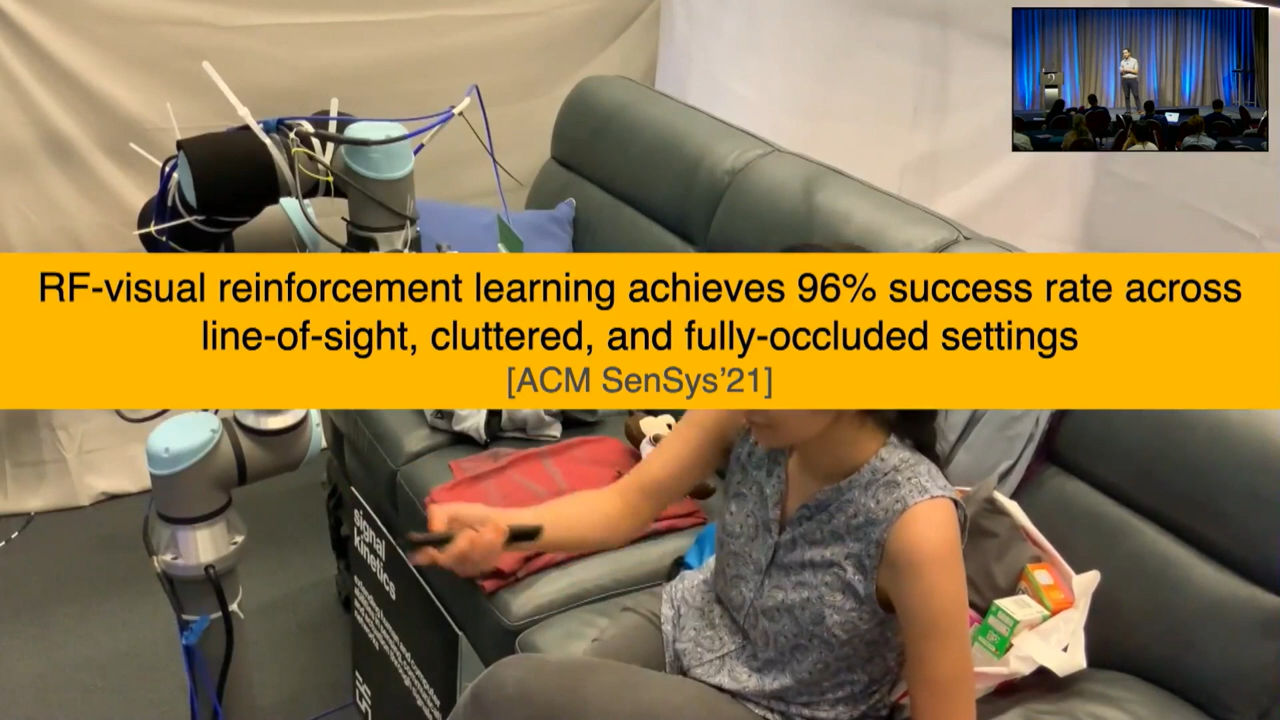 RF-visual reinforcement learning achieves 96% success rate across
line-of-sight, cluttered, and fully-occluded settings
[ACM SenSys’21]
signal
kinetics